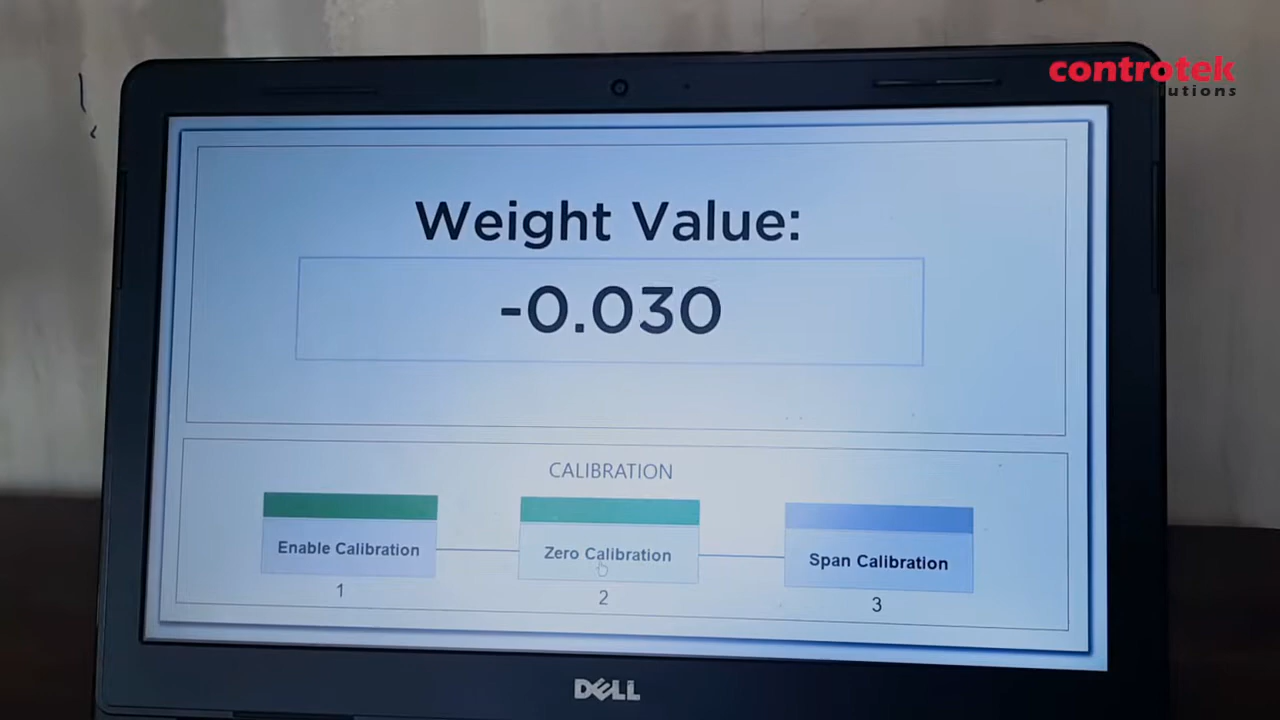 controtek
lutions
Weight Value:
-0.030
CALIBRATION
Enable Calibration
Zero Calibration
Span Calibration
1
2
3
DELL